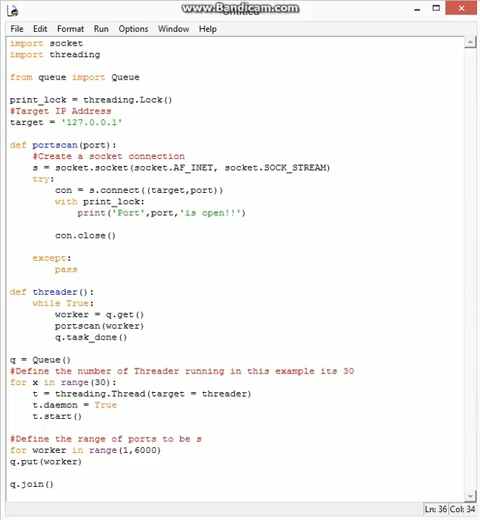 www.Bandicam.com
Untitled
File Edit Format Run Options Window Help
import socket
import threading

from queue import Queue

print_lock = threading.Lock()
#Target IP Address
target = '127.0.0.1'

def portscan(port):
    #Create a socket connection
    s = socket.socket(socket.AF_INET, socket.SOCK_STREAM)
    try:
        con = s.connect((target,port))
        with print_lock:
            print('Port',port,'is open!!')

        con.close()

    except:
        pass

def threader():
    while True:
        worker = q.get()
        portscan(worker)
        q.task_done()

q = Queue()
#Define the number of Threader running in this example its 30
for x in range(30):
    t = threading.Thread(target = threader)
    t.daemon = True
    t.start()

#Define the range of ports to be s
for worker in range(1,6000)
q.put(worker)

q.join()
Ln: 36 Col: 34